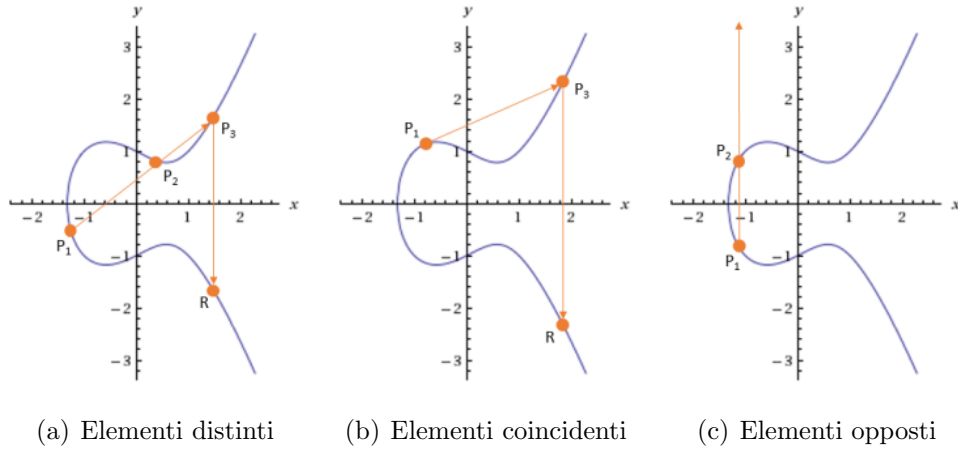 y
3
2
1
P₃
P₂
−2
−1
1
2
x
P₁
−1
R
−2
−3
y
3
2
P₃
P₁
1
−2
−1
1
2
x
−1
−2
R
−3
y
3
2
P₂
1
−2
−1
1
2
x
P₁
−1
−2
−3
(a) Elementi distinti
(b) Elementi coincidenti
(c) Elementi opposti